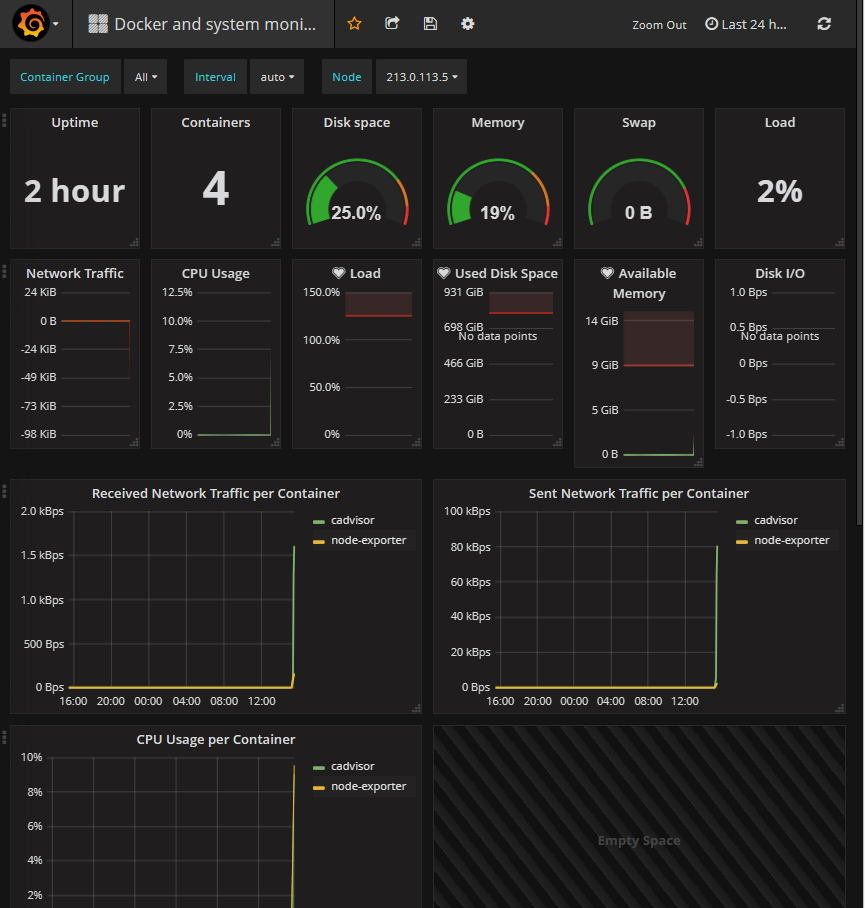 Docker and system moni...
Zoom Out
Last 24 h...
Container Group
All
Interval
auto
Node
213.0.113.5
Uptime
2 hour
Containers
4
Disk space
25.0%
Memory
19%
Swap
0 B
Load
2%
Network Traffic
24 KiB
0 B
-24 KiB
-49 KiB
-73 KiB
-98 KiB
CPU Usage
12.5%
10.0%
7.5%
5.0%
2.5%
0%
Load
150.0%
100.0%
50.0%
0%
Used Disk Space
931 GiB
698 GiB
No data points
466 GiB
233 GiB
0 B
Available
Memory
14 GiB
9 GiB
5 GiB
0 B
Disk I/O
1.0 Bps
0.5 Bps
No data points
0 Bps
-0.5 Bps
-1.0 Bps
Received Network Traffic per Container
2.0 kBps
1.5 kBps
1.0 kBps
500 Bps
0 Bps
16:00 20:00 00:00 04:00 08:00 12:00
cadvisor
node-exporter
Sent Network Traffic per Container
100 kBps
80 kBps
60 kBps
40 kBps
20 kBps
0 Bps
16:00 20:00 00:00 04:00 08:00 12:00
cadvisor
node-exporter
CPU Usage per Container
10%
8%
6%
4%
2%
cadvisor
node-exporter
Empty Space